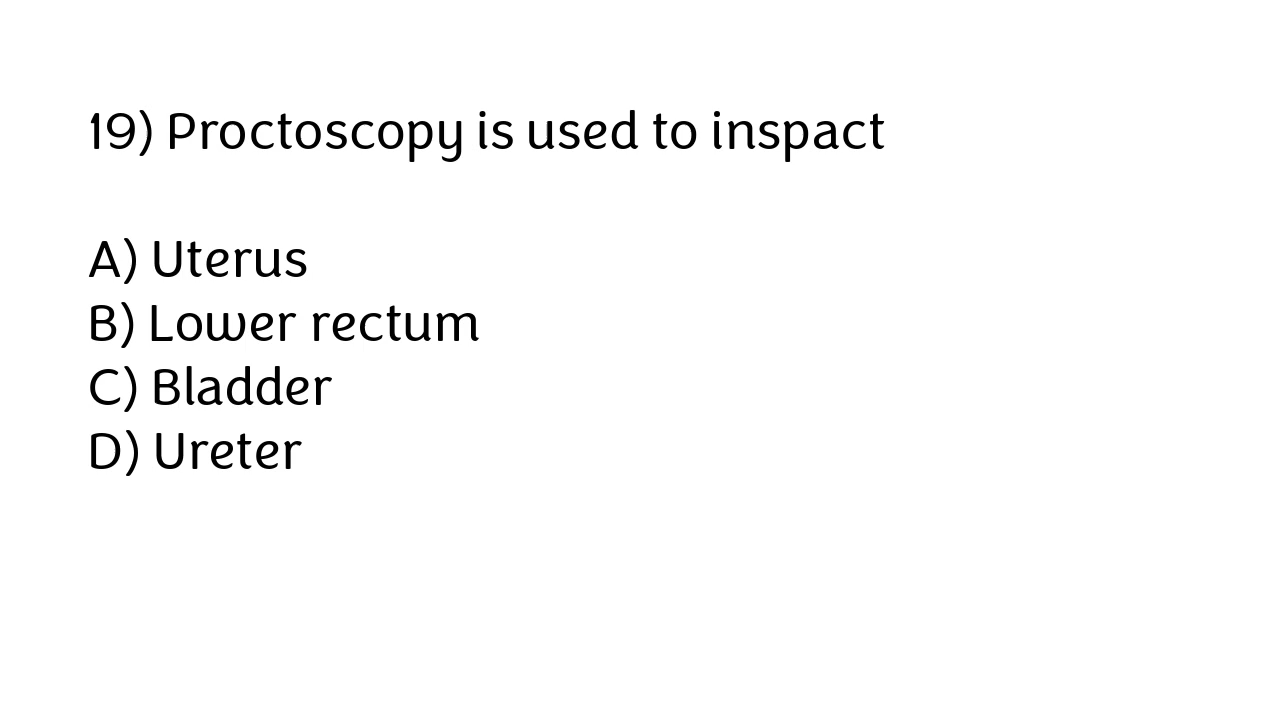 19) Proctoscopy is used to inspact
A) Uterus
B) Lower rectum
C) Bladder
D) Ureter